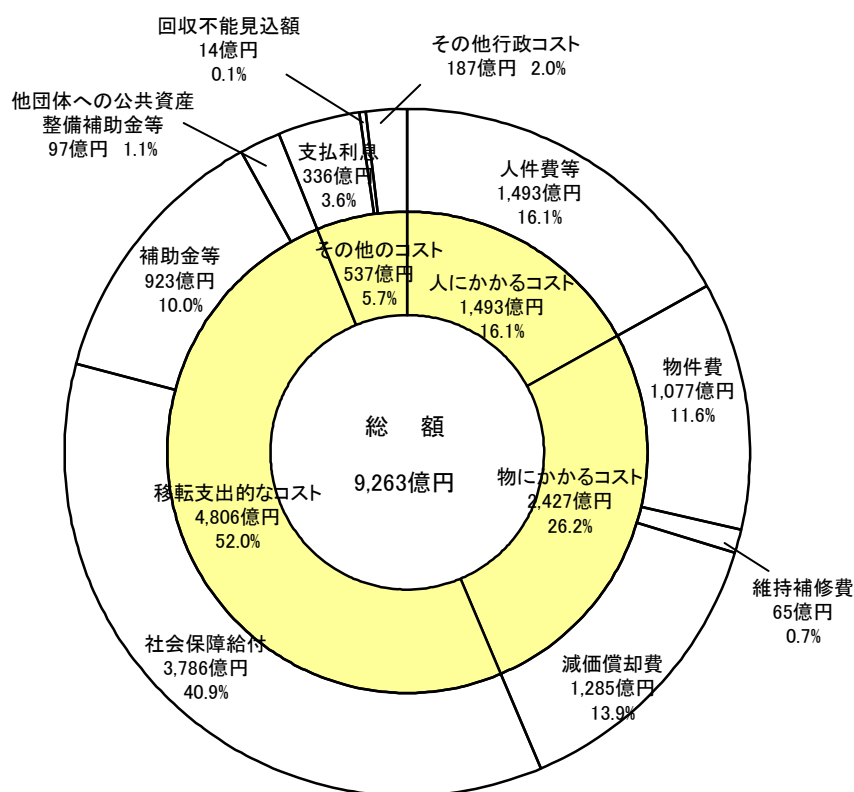 回収不能見込額
14億円
0.1%
その他行政コスト
187億円 2.0%
他団体への公共資産
整備補助金等
97億円 1.1%
支払利息
336億円
3.6%
人件費等
1,493億円
16.1%
補助金等
923億円
10.0%
その他のコスト
537億円
5.7%
人にかかるコスト
1,493億円
16.1%
物件費
1,077億円
11.6%
総 額
9,263億円
移転支出的なコスト
4,806億円
52.0%
物にかかるコスト
2,427億円
26.2%
維持補修費
65億円
0.7%
社会保障給付
3,786億円
40.9%
減価償却費
1,285億円
13.9%